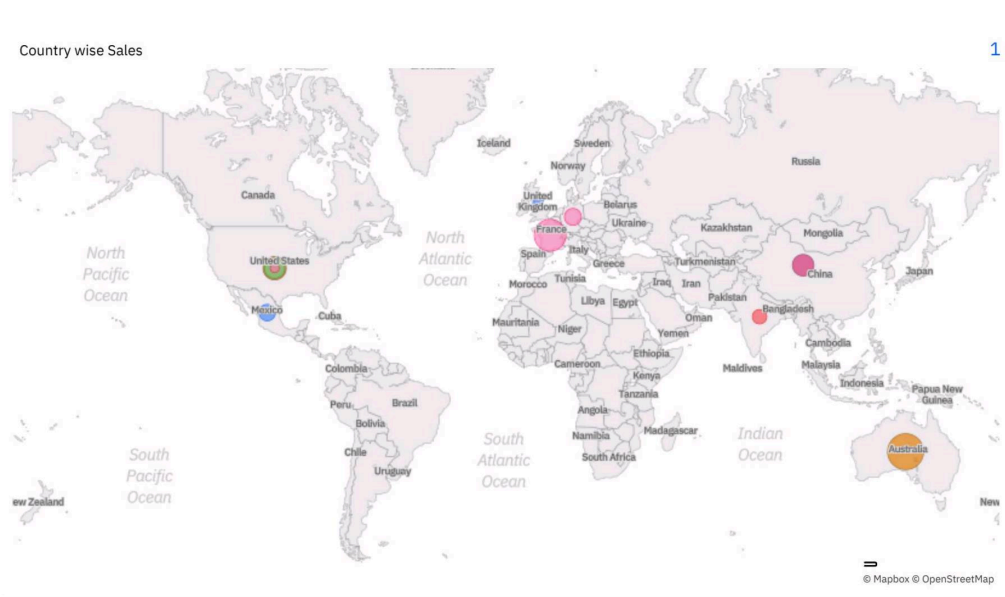 Country wise Sales
1
Iceland
Sweden
Norway
Russia
Canada
United
Kingdom
Belarus
Ukraine
Kazakhstan
Mongolia
North
Pacific
Ocean
North
Atlantic
Ocean
France
Spain
Italy
Greece
United States
Turkmenistan
China
Japan
Morocco
Tunisia
Iraq
Iran
Pakistan
Bangladesh
Mexico
Cuba
Libya
Egypt
Oman
Mauritania
Niger
Yemen
Cambodia
Colombia
Cameroon
Ethiopia
Kenya
Maldives
Malaysia
Indonesia
Papua New
Guinea
Peru
Brazil
Tanzania
Angola
Bolivia
Namibia
Madagascar
South
Pacific
Ocean
Chile
Uruguay
South
Atlantic
Ocean
South Africa
Indian
Ocean
Australia
ew Zealand
New
© Mapbox © OpenStreetMap